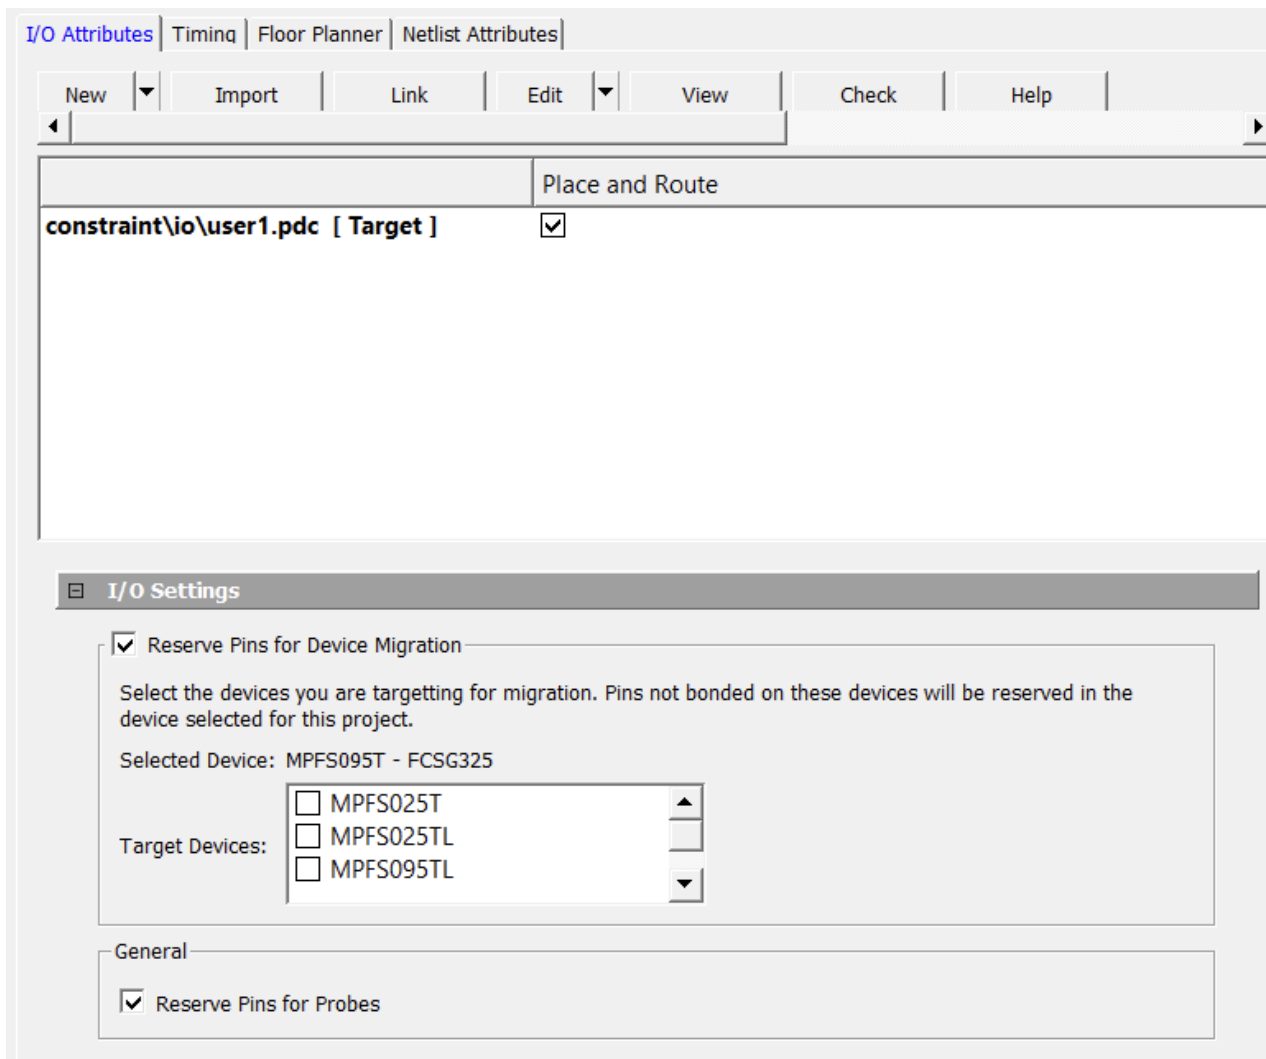 I/O Attributes Timing Floor Planner Netlist Attributes
New Import Link Edit View Check Help
Place and Route
constraint\io\user1.pdc [ Target ]
I/O Settings
Reserve Pins for Device Migration
Select the devices you are targetting for migration. Pins not bonded on these devices will be reserved in the
device selected for this project.
Selected Device: MPFS095T - FCSG325
MPFS025T
Target Devices: MPFS025TL
MPFS095TL
General
Reserve Pins for Probes